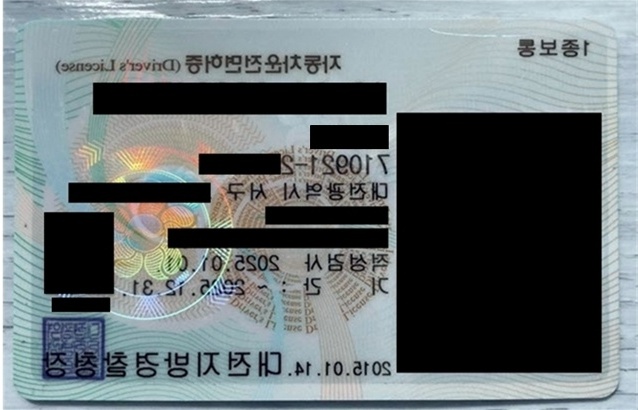 1종보통
자동차운전면허증 (Driver's License)
710921-2
대전광역시 서구
적성검사 2025.01.01.
기 간 : ~ 2025.12.31
2015.01.14. 대전지방경찰청장